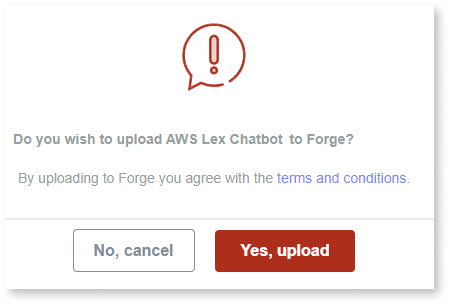 Do you wish to upload AWS Lex Chatbot to Forge?
By uploading to Forge you agree with the terms and conditions.
No, cancel
Yes, upload